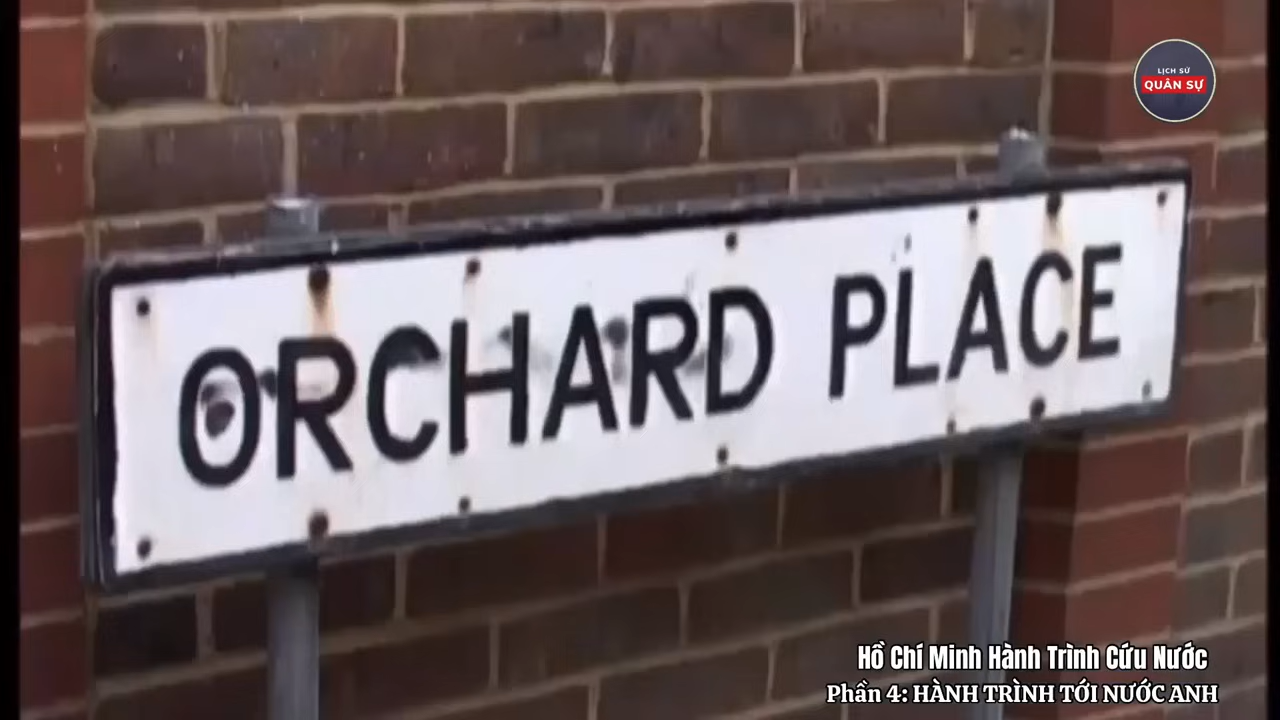 LỊCH SỬ
QUÂN SỰ
ORCHARD PLACE
Hồ Chí Minh Hành Trình Cứu Nước
Phần 4: HÀNH TRÌNH TỚI NƯỚC ANH